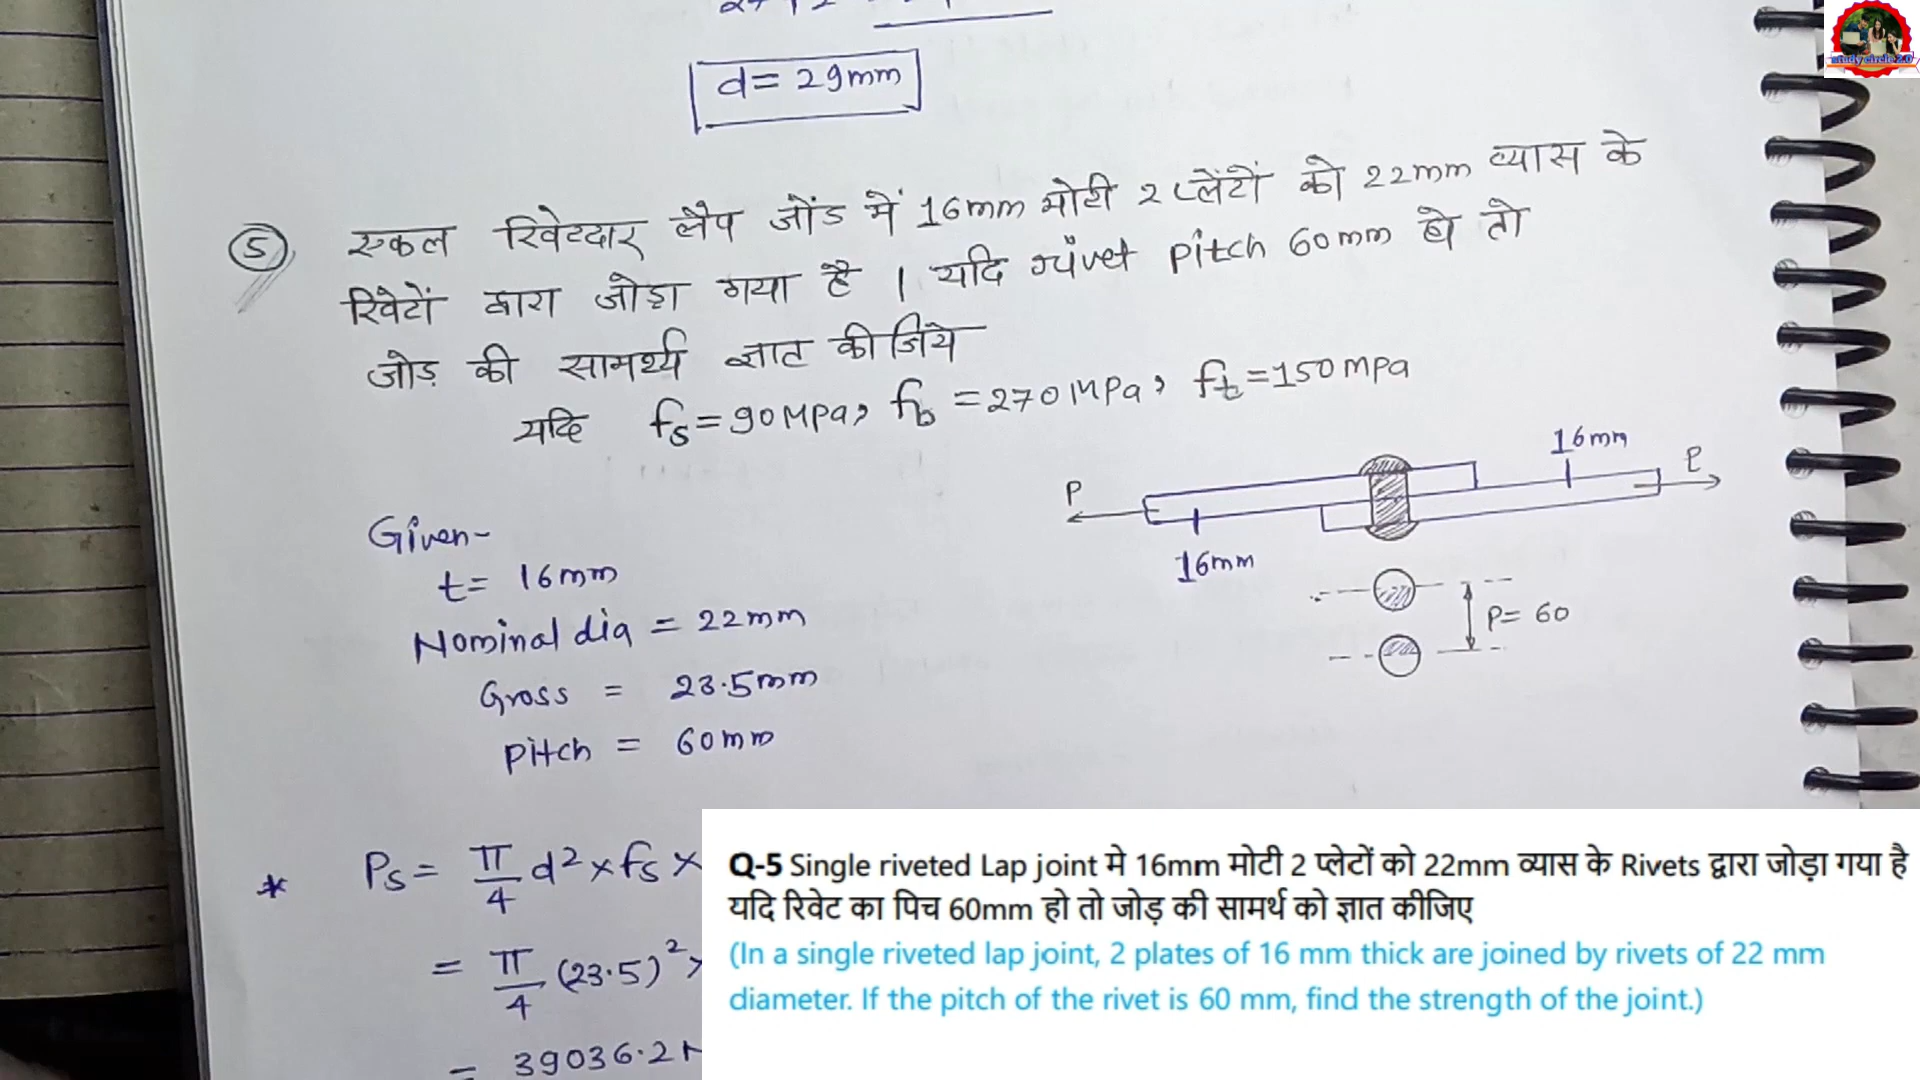 d = 29mm
study circle 2.0
⑤ एकल रिवेटदार लैप जोंड में 16mm मोटी 2 प्लेंटों को 22mm व्यास के
रिवेटों द्वारा जोड़ा गया है । यदि rivet pitch 60mm हो तो
जोड़ की सामर्थ्य ज्ञात कीजिये
यदि fs = 90MPa, fb = 270MPa, ft = 150MPa
16mm
P
P
16mm
P = 60
Given-
t = 16mm
Nominal dia = 22mm
Gross = 23.5mm
pitch = 60mm
* Ps = π/4 d² × fs ×
= π/4 (23.5)² ×
= 39036.2N
Q-5 Single riveted Lap joint मे 16mm मोटी 2 प्लेटों को 22mm व्यास के Rivets द्वारा जोड़ा गया है
यदि रिवेट का पिच 60mm हो तो जोड़ की सामर्थ को ज्ञात कीजिए
(In a single riveted lap joint, 2 plates of 16 mm thick are joined by rivets of 22 mm
diameter. If the pitch of the rivet is 60 mm, find the strength of the joint.)